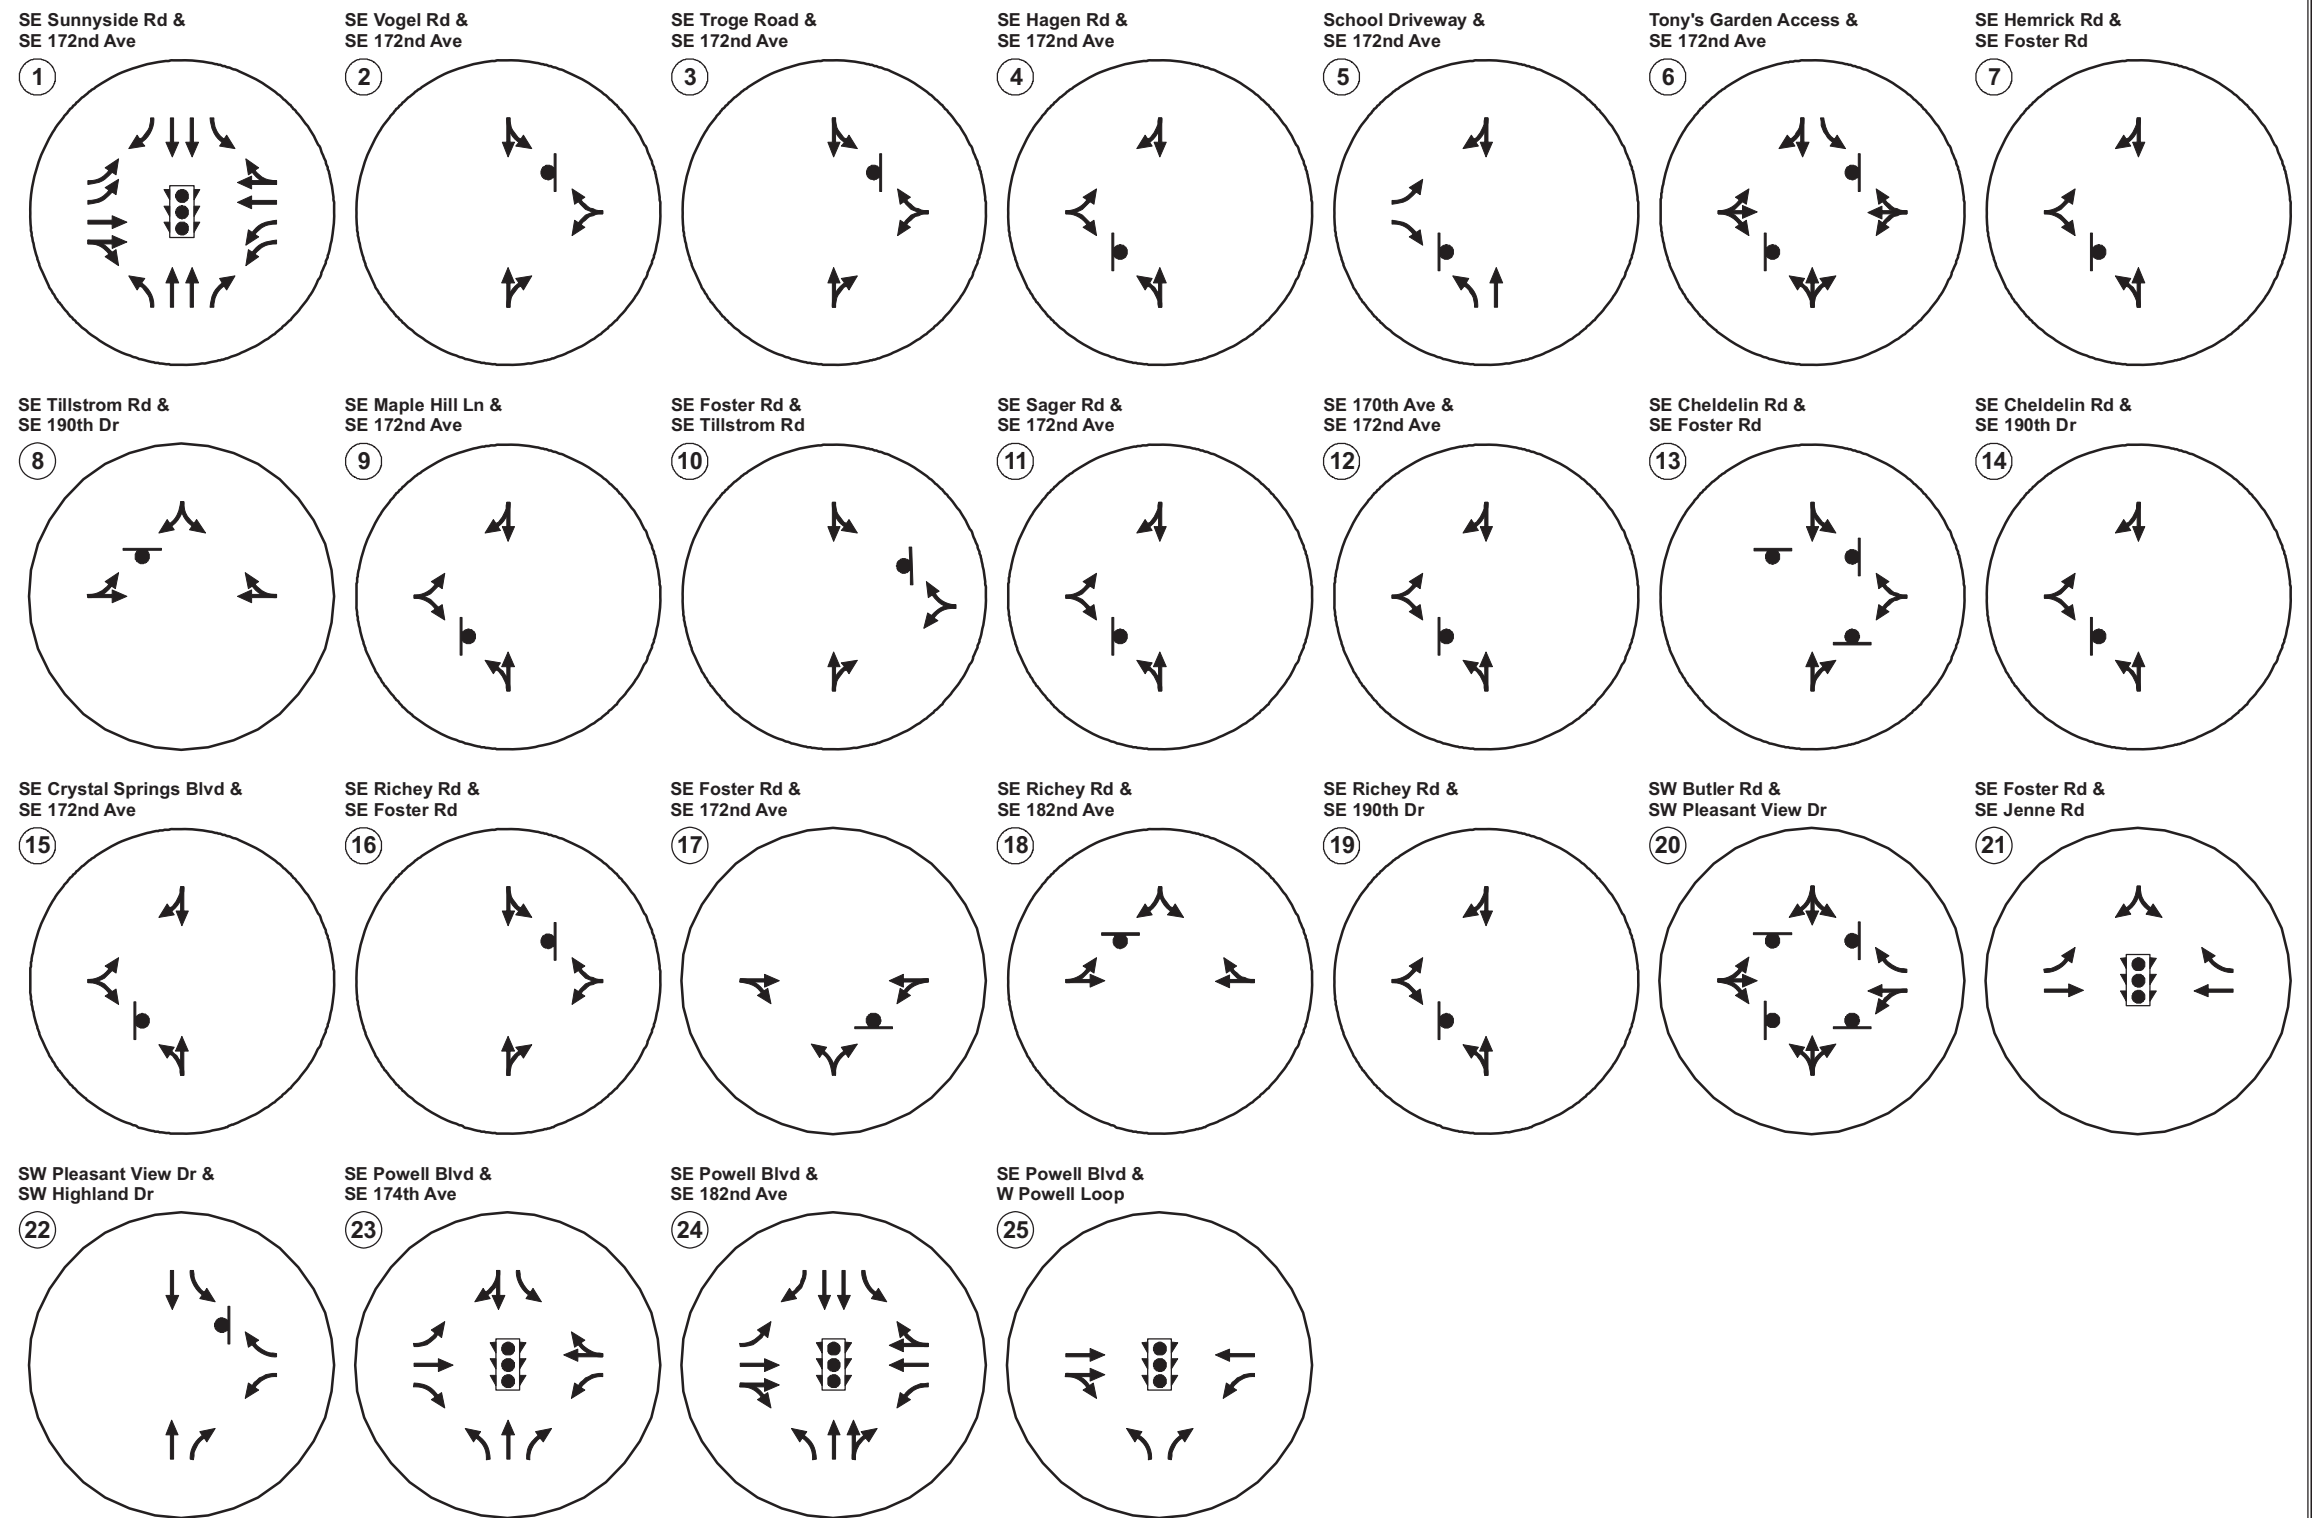 SE Sunnyside Rd &
SE 172nd Ave
1
SE Vogel Rd &
SE 172nd Ave
2
SE Troge Road &
SE 172nd Ave
3
SE Hagen Rd &
SE 172nd Ave
4
School Driveway &
SE 172nd Ave
5
Tony's Garden Access &
SE 172nd Ave
6
SE Hemrick Rd &
SE Foster Rd
7
SE Tillstrom Rd &
SE 190th Dr
8
SE Maple Hill Ln &
SE 172nd Ave
9
SE Foster Rd &
SE Tillstrom Rd
10
SE Sager Rd &
SE 172nd Ave
11
SE 170th Ave &
SE 172nd Ave
12
SE Cheldelin Rd &
SE Foster Rd
13
SE Cheldelin Rd &
SE 190th Dr
14
SE Crystal Springs Blvd &
SE 172nd Ave
15
SE Richey Rd &
SE Foster Rd
16
SE Foster Rd &
SE 172nd Ave
17
SE Richey Rd &
SE 182nd Ave
18
SE Richey Rd &
SE 190th Dr
19
SW Butler Rd &
SW Pleasant View Dr
20
SE Foster Rd &
SE Jenne Rd
21
SW Pleasant View Dr &
SW Highland Dr
22
SE Powell Blvd &
SE 174th Ave
23
SE Powell Blvd &
SE 182nd Ave
24
SE Powell Blvd &
W Powell Loop
25